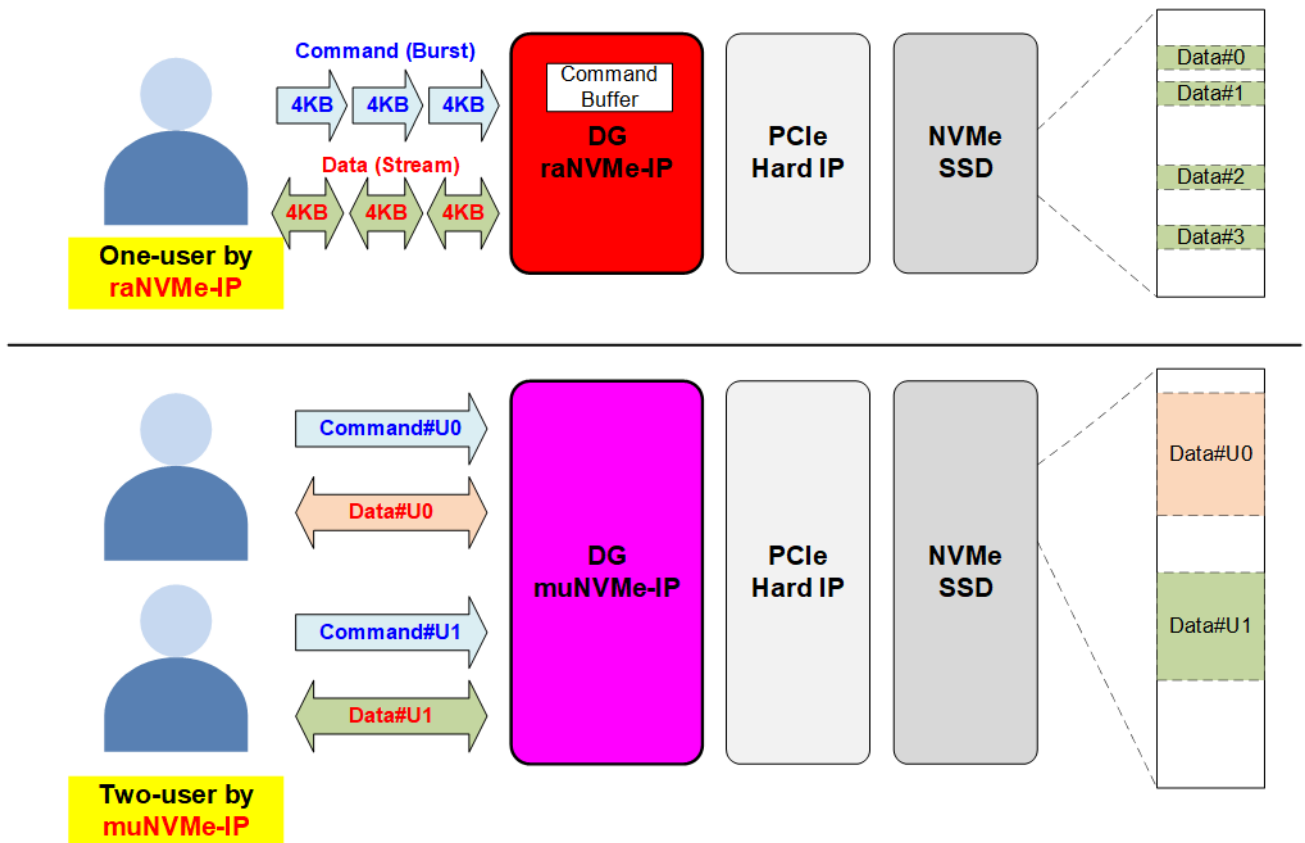 Command (Burst)
4KB 4KB 4KB
Data (Stream)
4KB 4KB 4KB
One-user by
raNVMe-IP
Command
Buffer
DG
raNVMe-IP
PCIe
Hard IP
NVMe
SSD
Data#0
Data#1
Data#2
Data#3
Command#U0
Data#U0
Command#U1
Data#U1
Two-user by
muNVMe-IP
DG
muNVMe-IP
PCIe
Hard IP
NVMe
SSD
Data#U0
Data#U1